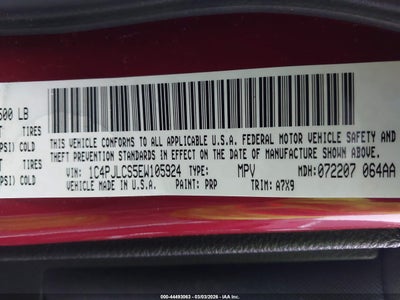 500 LB
TIRES
PSI) COLD
TIRES
PSI) COLD
THIS VEHICLE CONFORMS TO ALL APPLICABLE U.S.A. FEDERAL MOTOR VEHICLE SAFETY AND
THEFT PREVENTION STANDARDS IN EFFECT ON THE DATE OF MANUFACTURE SHOWN ABOVE.
VIN: 1C4PJLCS5EW105924 TYPE: MPV MDH: 072207 064AA
VEHICLE MADE IN U.S.A. PAINT: PRP TRIM: A7X9
000-44493063 - 03/03/2026 - IAA Inc.